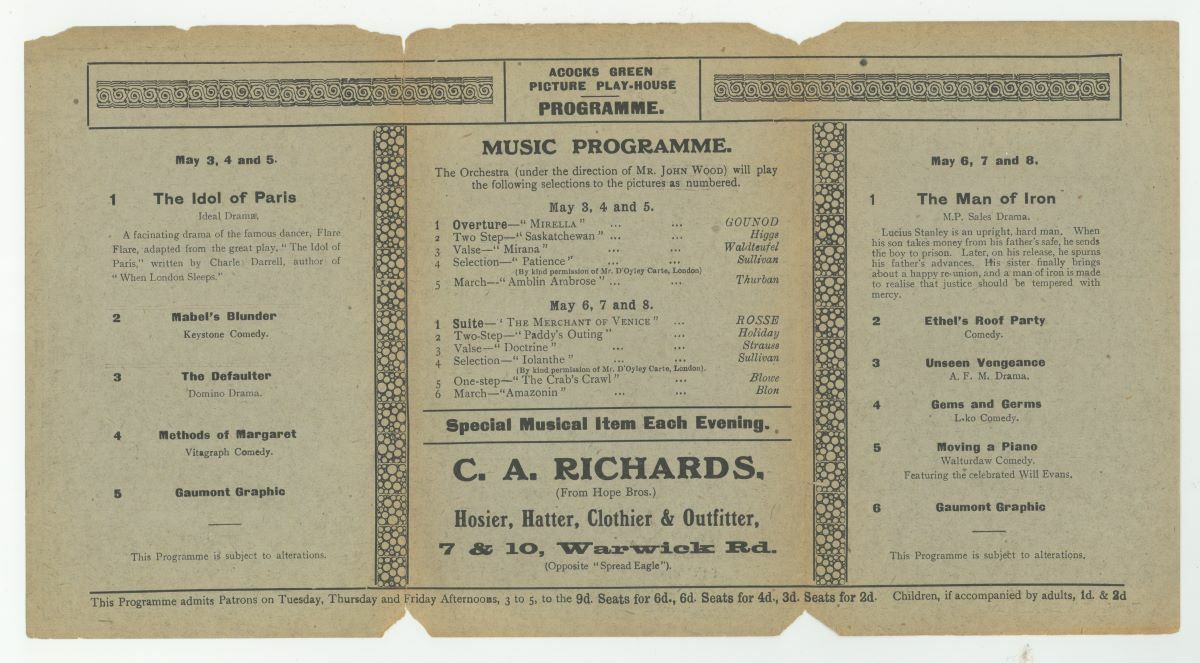 ACOCKS GREEN
PICTURE PLAY-HOUSE
PROGRAMME.
May 3, 4 and 5.
1 The Idol of Paris
Ideal Drama.
A facinating drama of the famous dancer, Flare
Flare, adapted from the great play, "The Idol of
Paris," written by Charle: Darrell, author of
"When London Sleeps."
2 Mabel's Blunder
Keystone Comedy.
3 The Defaulter
Domino Drama.
4 Methods of Margaret
Vitagraph Comedy.
5 Gaumont Graphic
This Programme is subject to alterations.
MUSIC PROGRAMME.
The Orchestra (under the direction of MR. JOHN WOOD) will play
the following selections to the pictures as numbered.
May 3, 4 and 5.
1 Overture—"MIRELLA" ... ... GOUNOD
2 Two Step—"Saskatchewan" ... ... Higgs
3 Valse—"Mirana" ... ... Waldteufel
4 Selection—"Patience" ... ... Sullivan
(By kind permission of Mr. D'Oyley Carte, London)
5 March—"Amblin Ambrose" ... ... Thurban
May 6, 7 and 8.
1 Suite—'THE MERCHANT OF VENICE" ... ROSSE
2 Two-Step—"Paddy's Outing" ... ... Holiday
3 Valse—"Doctrine" ... ... Strauss
4 Selection—"Iolanthe" ... ... Sullivan
(By kind permission of Mr. D'Oyley Carte, London).
5 One-step—"The Crab's Crawl" ... Blowe
6 March—"Amazonin" ... ... Blon
Special Musical Item Each Evening.
C. A. RICHARDS,
(From Hope Bros.)
Hosier, Hatter, Clothier & Outfitter,
7 & 10, Warwick Rd.
(Opposite "Spread Eagle").
May 6, 7 and 8.
1 The Man of Iron
M.P. Sales Drama.
Lucius Stanley is an upright, hard man. When
his son takes money from his father's safe, he sends
the boy to prison. Later, on his release, he spurns
his father's advances. His sister finally brings
about a happy re-union, and a man of iron is made
to realise that justice should be tempered with
mercy.
2 Ethel's Roof Party
Comedy.
3 Unseen Vengeance
A. F. M. Drama.
4 Gems and Germs
L.ko Comedy.
5 Moving a Piano
Walturdaw Comedy.
Featuring the celebrated Will Evans.
6 Gaumont Graphic
This Programme is subject to alterations.
This Programme admits Patrons on Tuesday, Thursday and Friday Afternoons, 3 to 5, to the 9d. Seats for 6d., 6d. Seats for 4d., 3d. Seats for 2d. Children, if accompanied by adults, 1d. & 2d